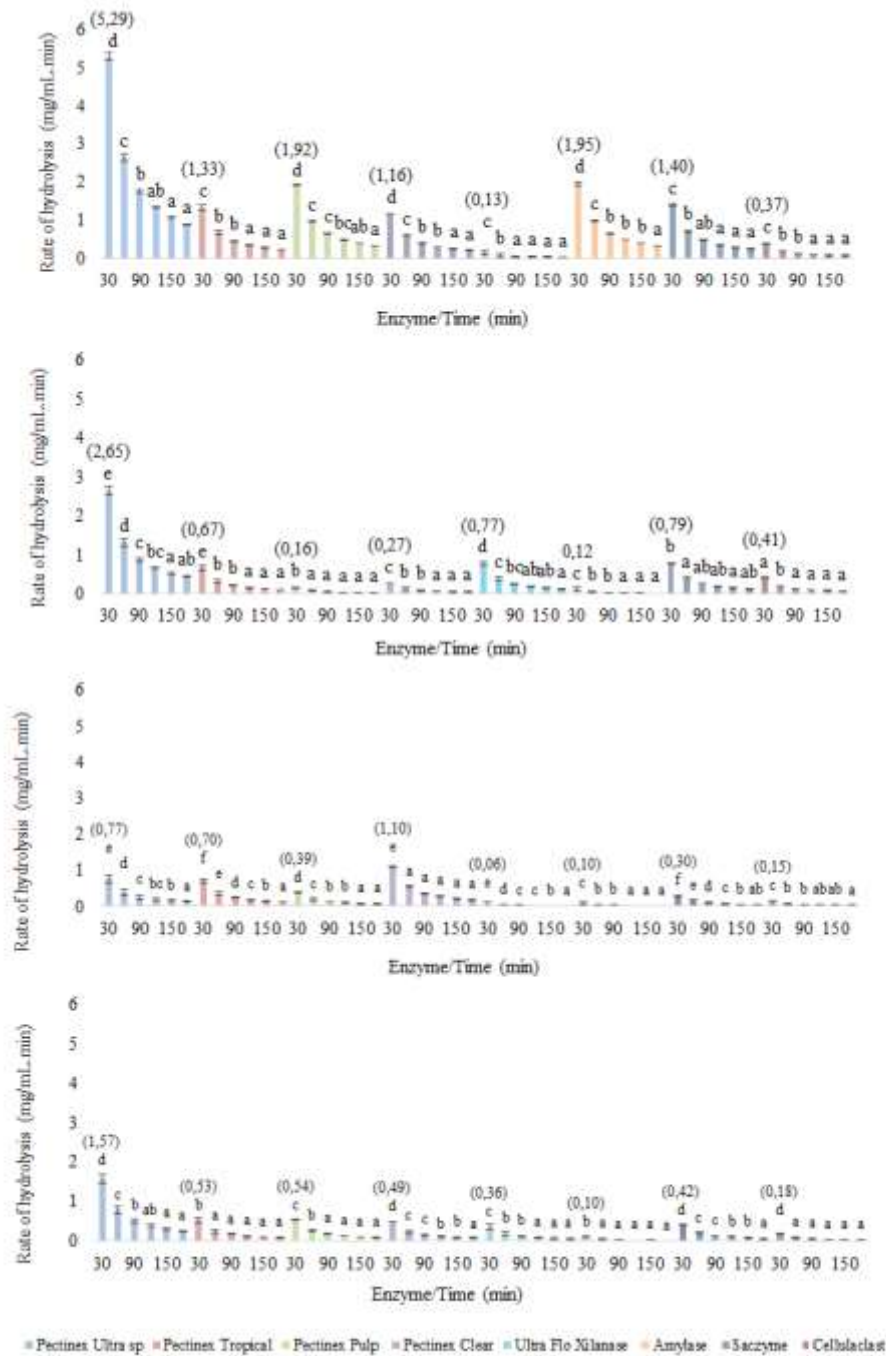 (5,29) (1,33) (1,92) (1,16) (0,13) (1,95) (1,40) (0,37)
d c b ab a a c b b a a a d c c bc ab a d c b b a a c b a a a a d c b b b a c b ab a a a c b b a a a
6
5
4
3
2
1
0
Rate of hydrolysis (mg/mL.min)
30 90 150 30 90 150 30 90 150 30 90 150 30 90 150 30 90 150 30 90 150 30 90 150
Enzyme/Time (min)
(2,65) (0,67) (0,16) (0,27) (0,77) 0,12 (0,79) (0,41)
e d c bc a ab e b b a a a b a a a a a c b b a a a d c bc ab ab a c b b a a a b a ab ab a ab a b a a a a
6
5
4
3
2
1
0
Rate of hydrolysis (mg/mL.min)
30 90 150 30 90 150 30 90 150 30 90 150 30 90 150 30 90 150 30 90 150 30 90 150
Enzyme/Time (min)
(0,77) (0,70) (0,39) (1,10) (0,06) (0,10) (0,30) (0,15)
e d c bc b a f e d c b a d c b b a a e a a a a a e d c c b a c b b a a a f e d c b ab c b b ab ab a
6
5
4
3
2
1
0
Rate of hydrolysis (mg/mL.min)
30 90 150 30 90 150 30 90 150 30 90 150 30 90 150 30 90 150 30 90 150 30 90 150
Enzyme/Time (min)
(1,57) (0,53) (0,54) (0,49) (0,36) (0,10) (0,42) (0,18)
d c b ab a a b a a a a a c b a a a a d c c b b a c b b a a a b a a a a a d c b b b a d a a a a a
6
5
4
3
2
1
0
Rate of hydrolysis (mg/mL.min)
30 90 150 30 90 150 30 90 150 30 90 150 30 90 150 30 90 150 30 90 150 30 90 150
Enzyme/Time (min)
Pectinex Ultra sp Pectinex Tropical Pectinex Pulp Pectinex Clear Ultra Flo Xilanase Amylase Saczyme Cellulaclast